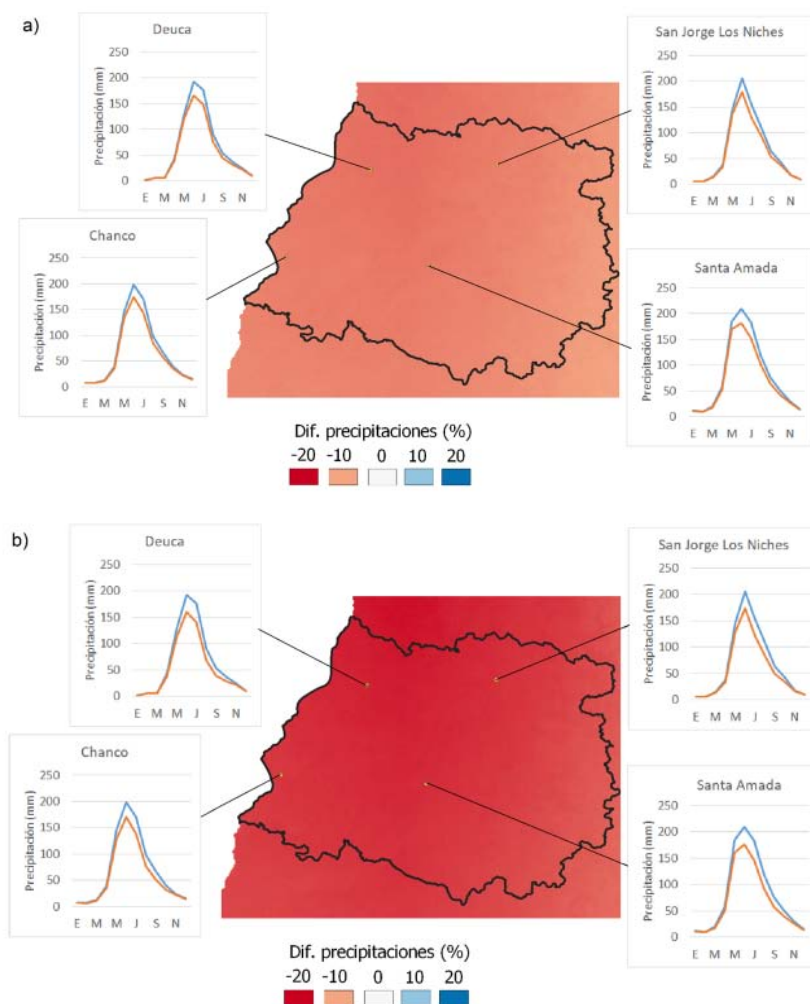 a)
Deuca
Precipitación (mm)
250
200
150
100
50
0
E M M J S N
San Jorge Los Niches
Precipitación (mm)
250
200
150
100
50
0
E M M J S N
Chanco
Precipitación (mm)
250
200
150
100
50
0
E M M J S N
Santa Amada
Precipitación (mm)
250
200
150
100
50
0
E M M J S N
Dif. precipitaciones (%)
-20 -10 0 10 20
b)
Deuca
Precipitación (mm)
250
200
150
100
50
0
E M M J S N
San Jorge Los Niches
Precipitación (mm)
250
200
150
100
50
0
E M M J S N
Chanco
Precipitación (mm)
250
200
150
100
50
0
E M M J S N
Santa Amada
Precipitación (mm)
250
200
150
100
50
0
E M M J S N
Dif. precipitaciones (%)
-20 -10 0 10 20